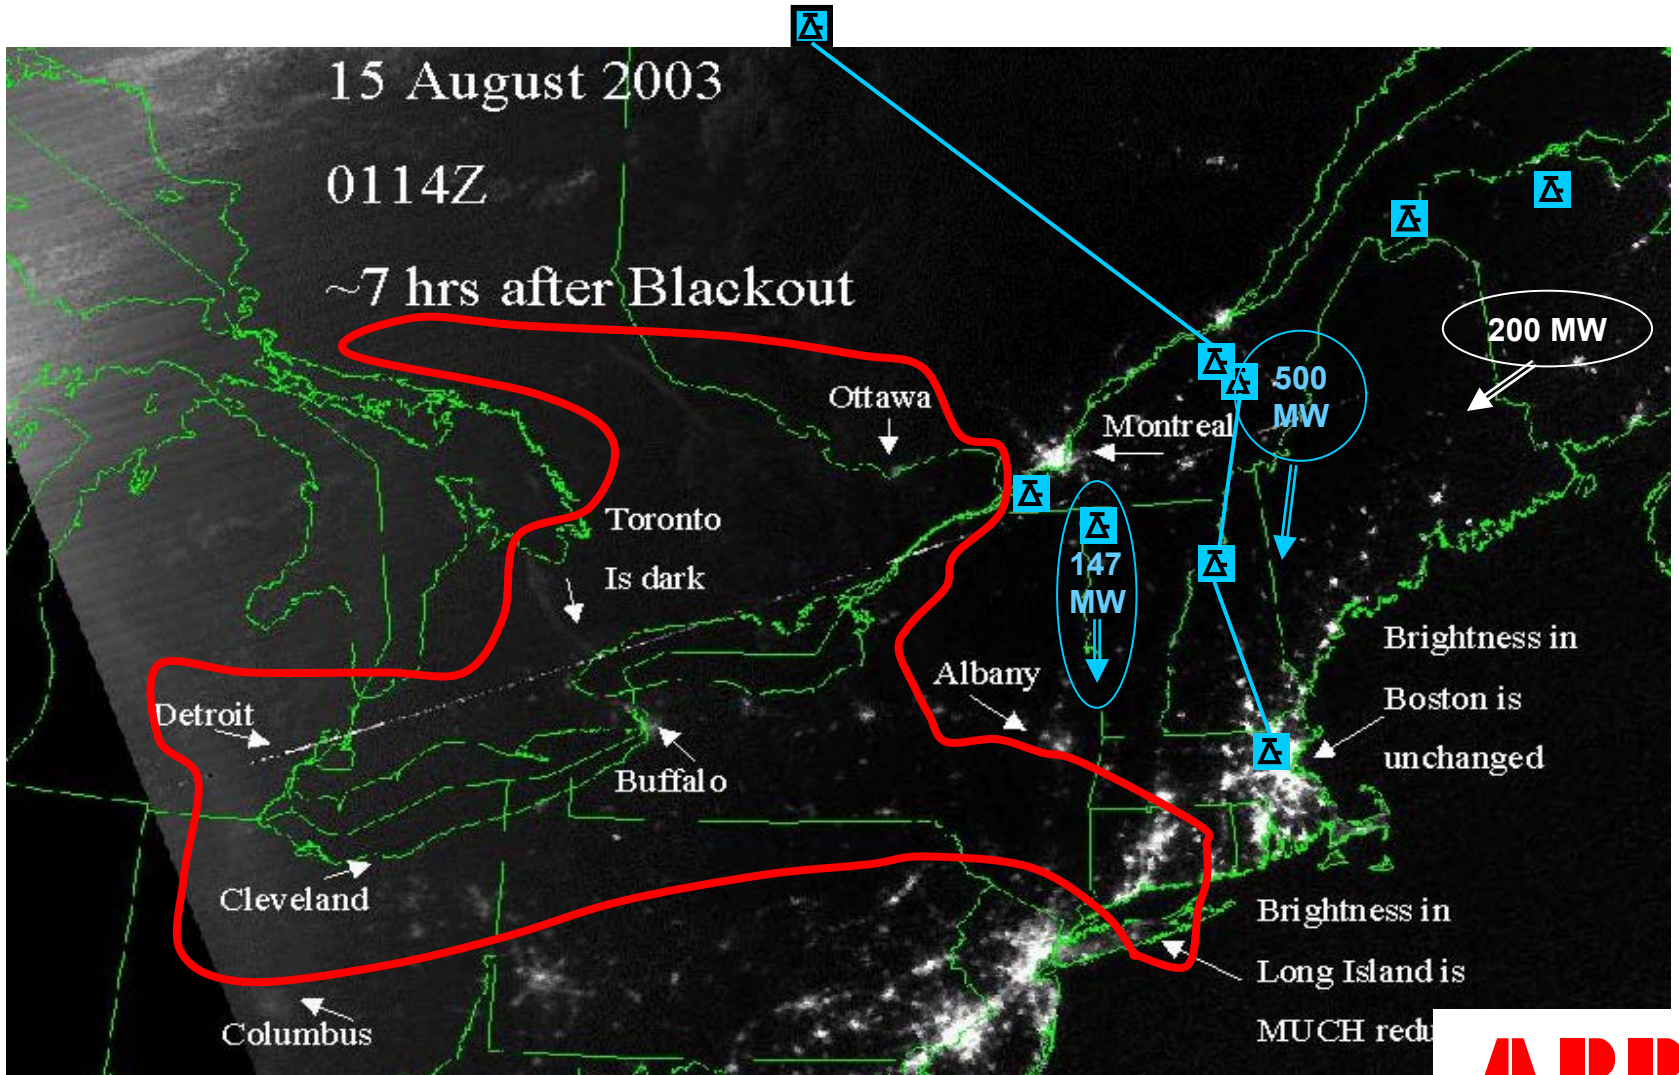 15 August 2003
0114Z
~7 hrs after Blackout
200 MW
500
MW
Ottawa
Montreal
Toronto
Is dark
147
MW
Brightness in
Boston is
unchanged
Albany
Detroit
Buffalo
Cleveland
Brightness in
Long Island is
MUCH redu
Columbus